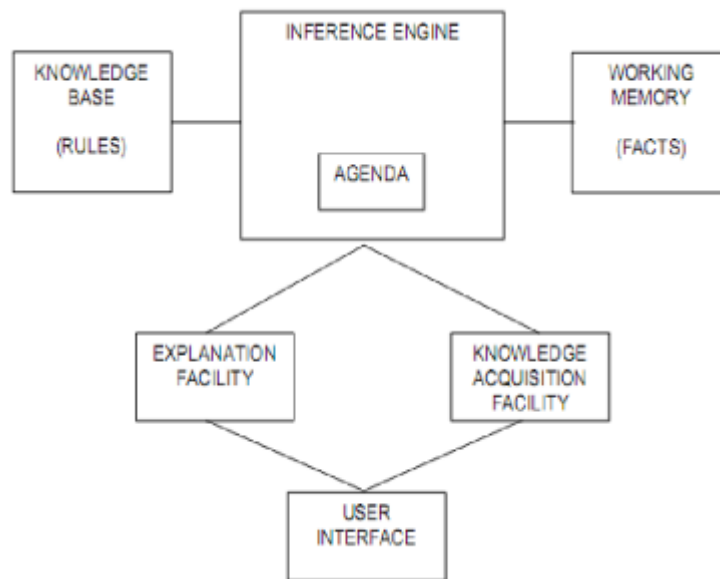 INFERENCE ENGINE
KNOWLEDGE
BASE
(RULES)
WORKING
MEMORY
(FACTS)
AGENDA
EXPLANATION
FACILITY
KNOWLEDGE
ACQUISITION
FACILITY
USER
INTERFACE